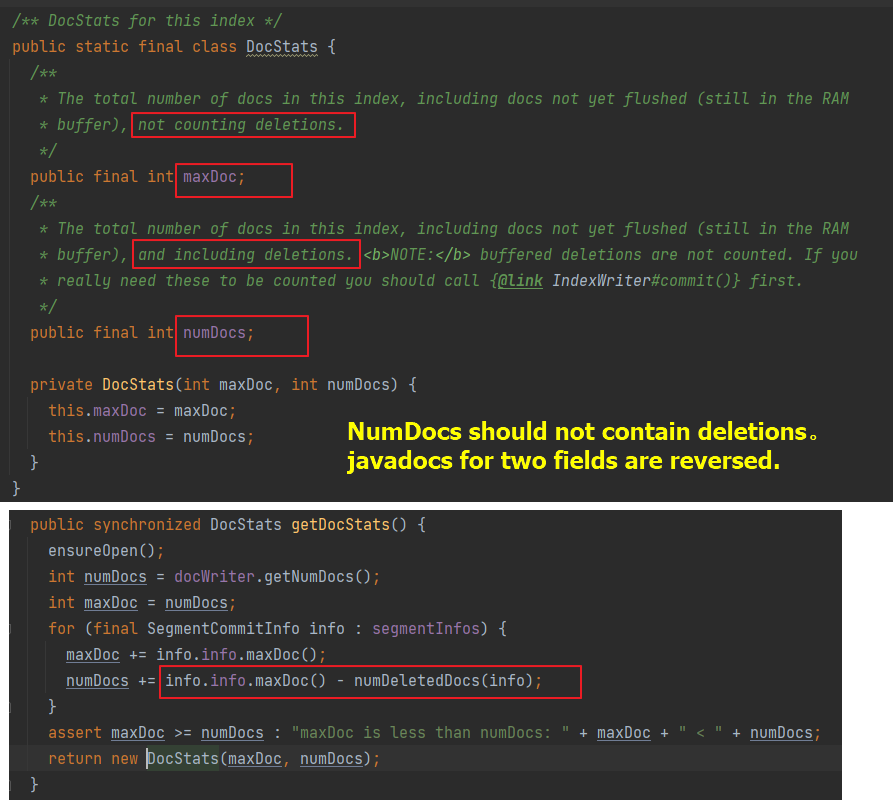 /** DocStats for this index */
public static final class DocStats {
/**
* The total number of docs in this index, including docs not yet flushed (still in the RAM
* buffer), not counting deletions.
*/
public final int maxDoc;
/**
* The total number of docs in this index, including docs not yet flushed (still in the RAM
* buffer), and including deletions. <b>NOTE:</b> buffered deletions are not counted. If you
* really need these to be counted you should call {@link IndexWriter#commit()} first.
*/
public final int numDocs;
private DocStats(int maxDoc, int numDocs) {
this.maxDoc = maxDoc;
this.numDocs = numDocs;
}
}
NumDocs should not contain deletions。
javadocs for two fields are reversed.
public synchronized DocStats getDocStats() {
ensureOpen();
int numDocs = docWriter.getNumDocs();
int maxDoc = numDocs;
for (final SegmentCommitInfo info : segmentInfos) {
maxDoc += info.info.maxDoc();
numDocs += info.info.maxDoc() - numDeletedDocs(info);
}
assert maxDoc >= numDocs : "maxDoc is less than numDocs: " + maxDoc + " < " + numDocs;
return new DocStats(maxDoc, numDocs);
}